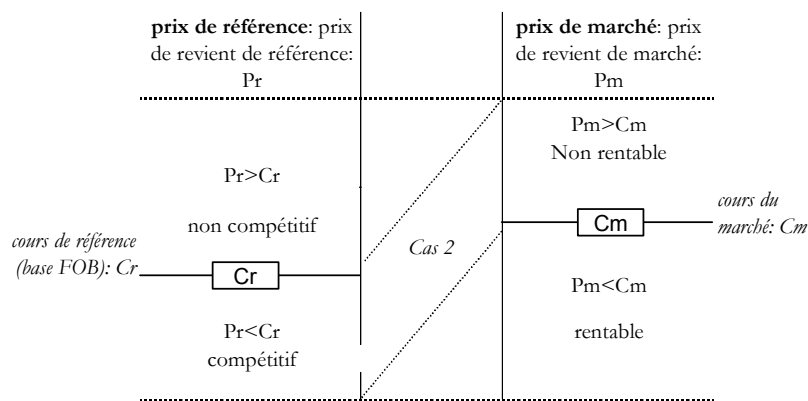 prix de référence: prix
de revient de référence:
Pr
prix de marché: prix
de revient de marché:
Pm
Pm>Cm
Non rentable
Pr>Cr
non compétitif
cours de référence
(base FOB): Cr
Cr
Cas 2
Cm
cours du
marché: Cm
Pm<Cm
rentable
Pr<Cr
compétitif